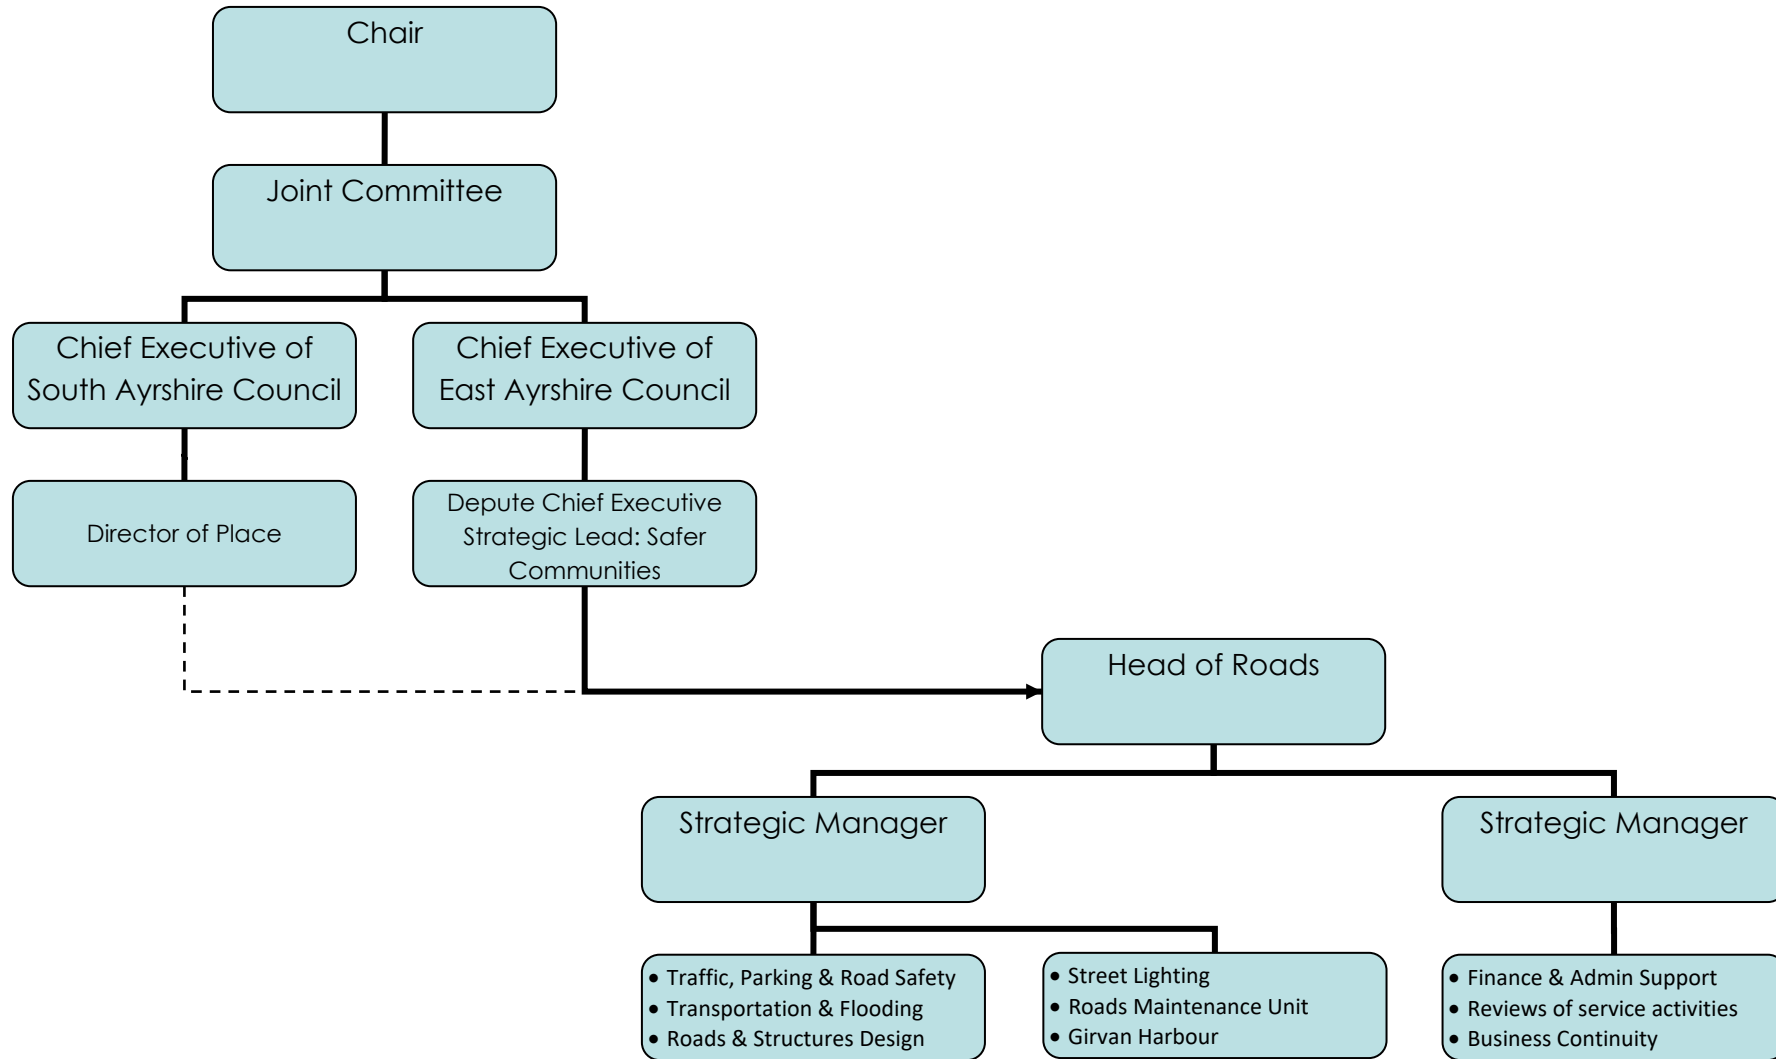 Chair
Joint Committee
Chief Executive of
South Ayrshire Council
Chief Executive of
East Ayrshire Council
Director of Place
Depute Chief Executive
Strategic Lead: Safer
Communities
Head of Roads
Strategic Manager
Strategic Manager
• Traffic, Parking & Road Safety
• Transportation & Flooding
• Roads & Structures Design
• Street Lighting
• Roads Maintenance Unit
• Girvan Harbour
• Finance & Admin Support
• Reviews of service activities
• Business Continuity